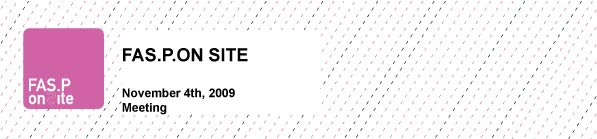 FAS.P
on site
FAS.P.ON SITE
November 4th, 2009
Meeting